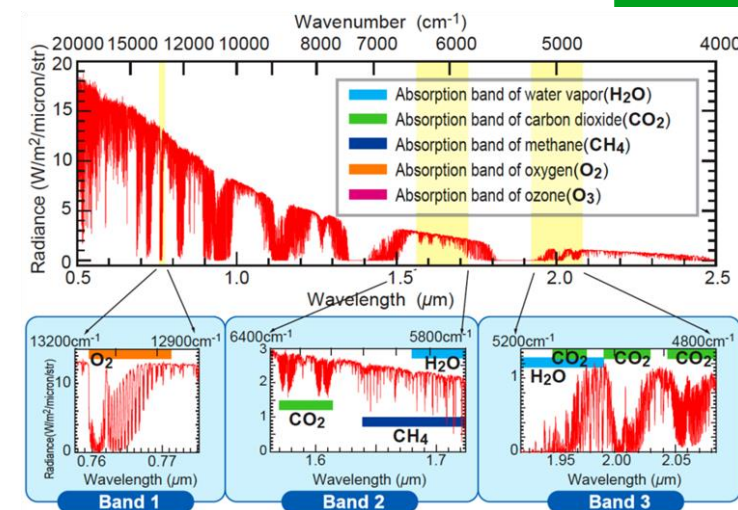 Wavenumber (cm-1)
20000 15000 12000 10000 8000 7000 6000 5000 4000
Radiance (W/m2/micron/str)
20
15
10
5
0
Absorption band of water vapor(H2O)
Absorption band of carbon dioxide(CO2)
Absorption band of methane(CH4)
Absorption band of oxygen(O2)
Absorption band of ozone(O3)
0.5 1.0 1.5 2.0 2.5
Wavelength (μm)
13200cm-1 12900cm-1
O2
Radiance(W/m2/micron/str)
10
0
0.76 0.77
Wavelength (μm)
Band 1
6400cm-1 5800cm-1
3
2
1
0
H2O
CO2
CH4
1.6 1.7
Wavelength (μm)
Band 2
5200cm-1 4800cm-1
CO2 CO2 CO2
H2O
1
0
1.95 2.00 2.05
Wavelength (μm)
Band 3